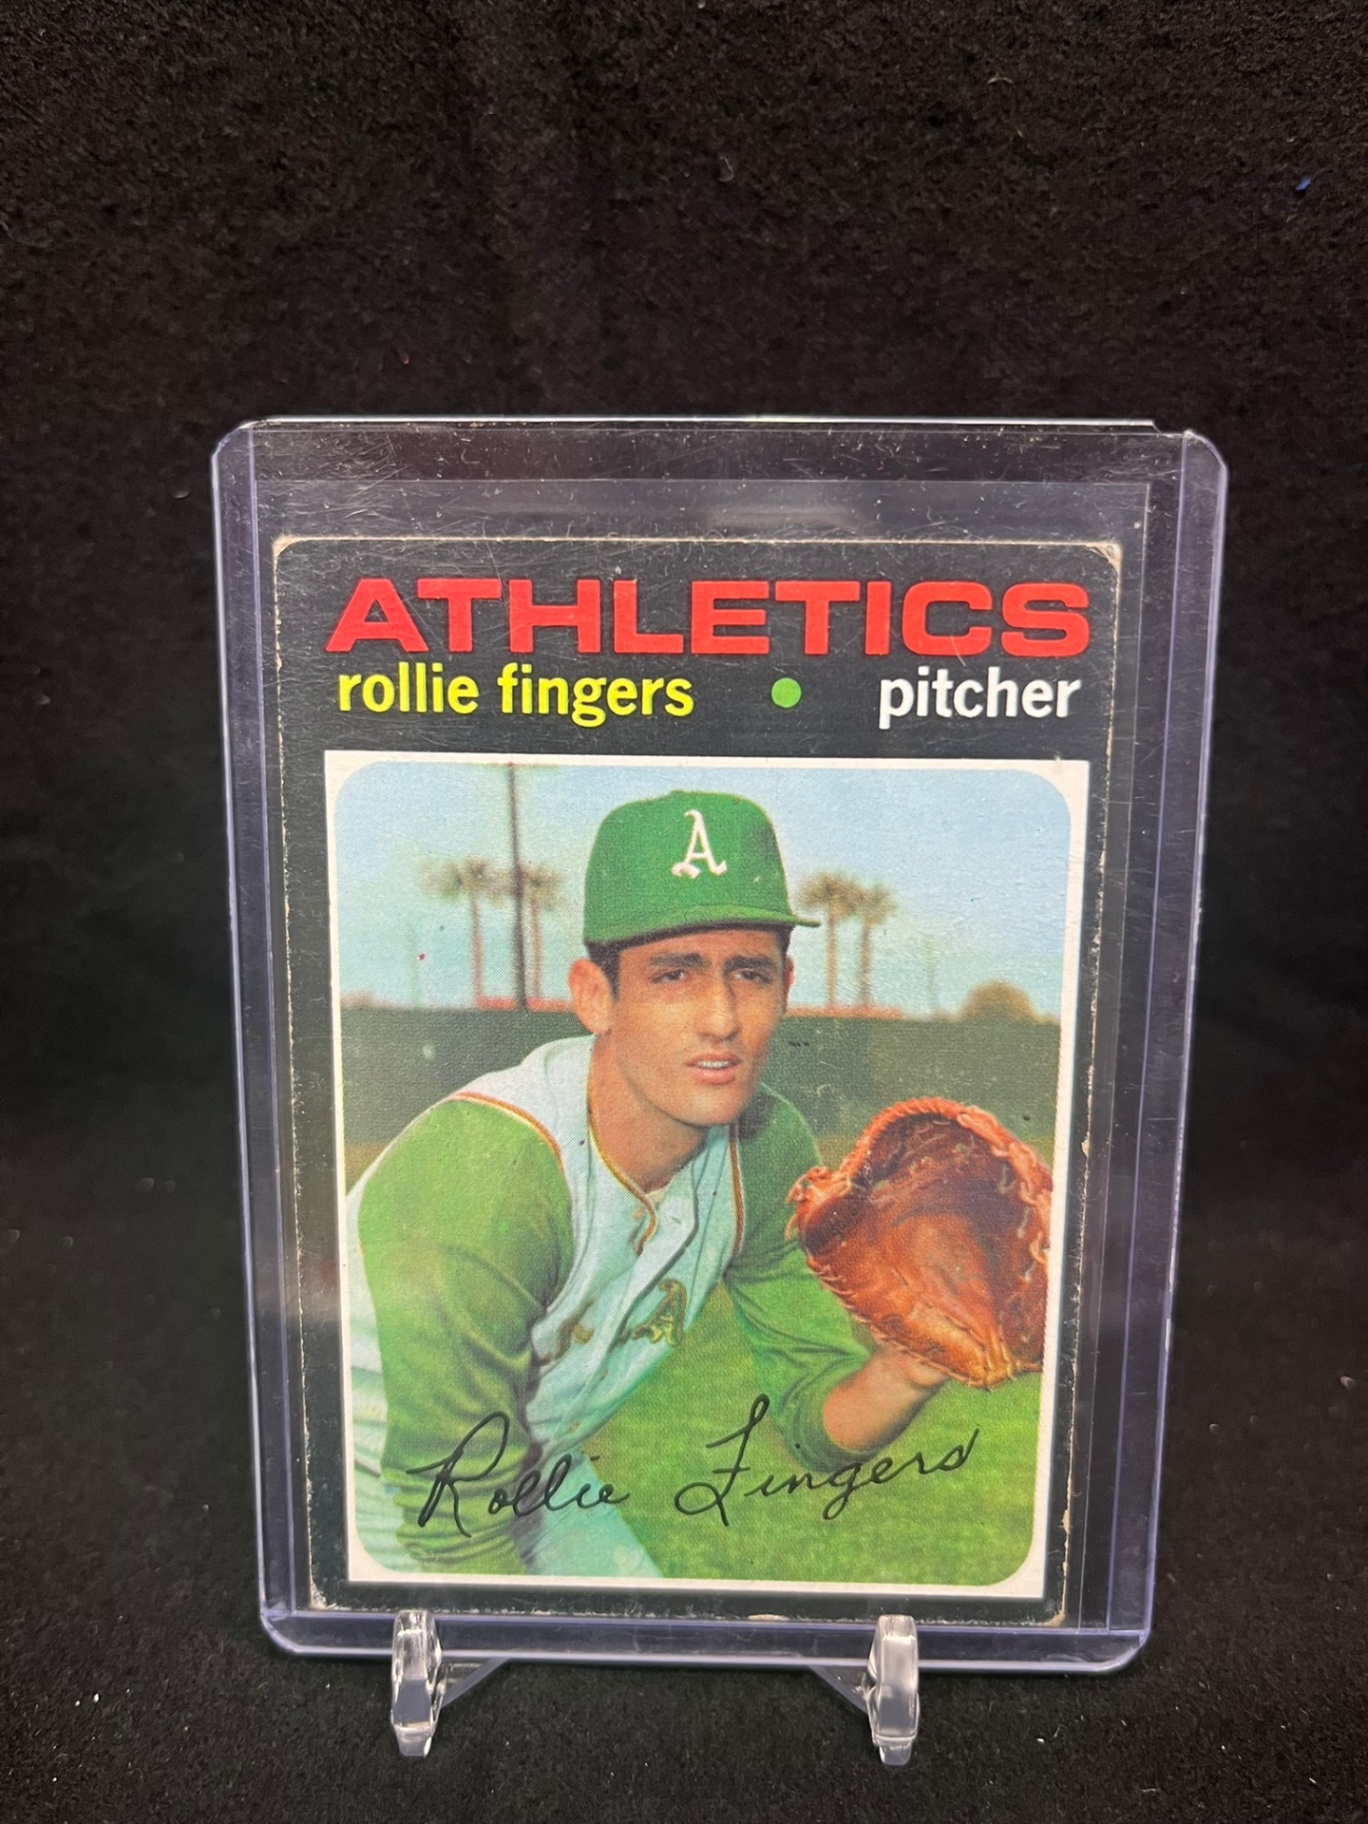 ATHLETICS
rollie fingers • pitcher
A
A
Rollie Fingers